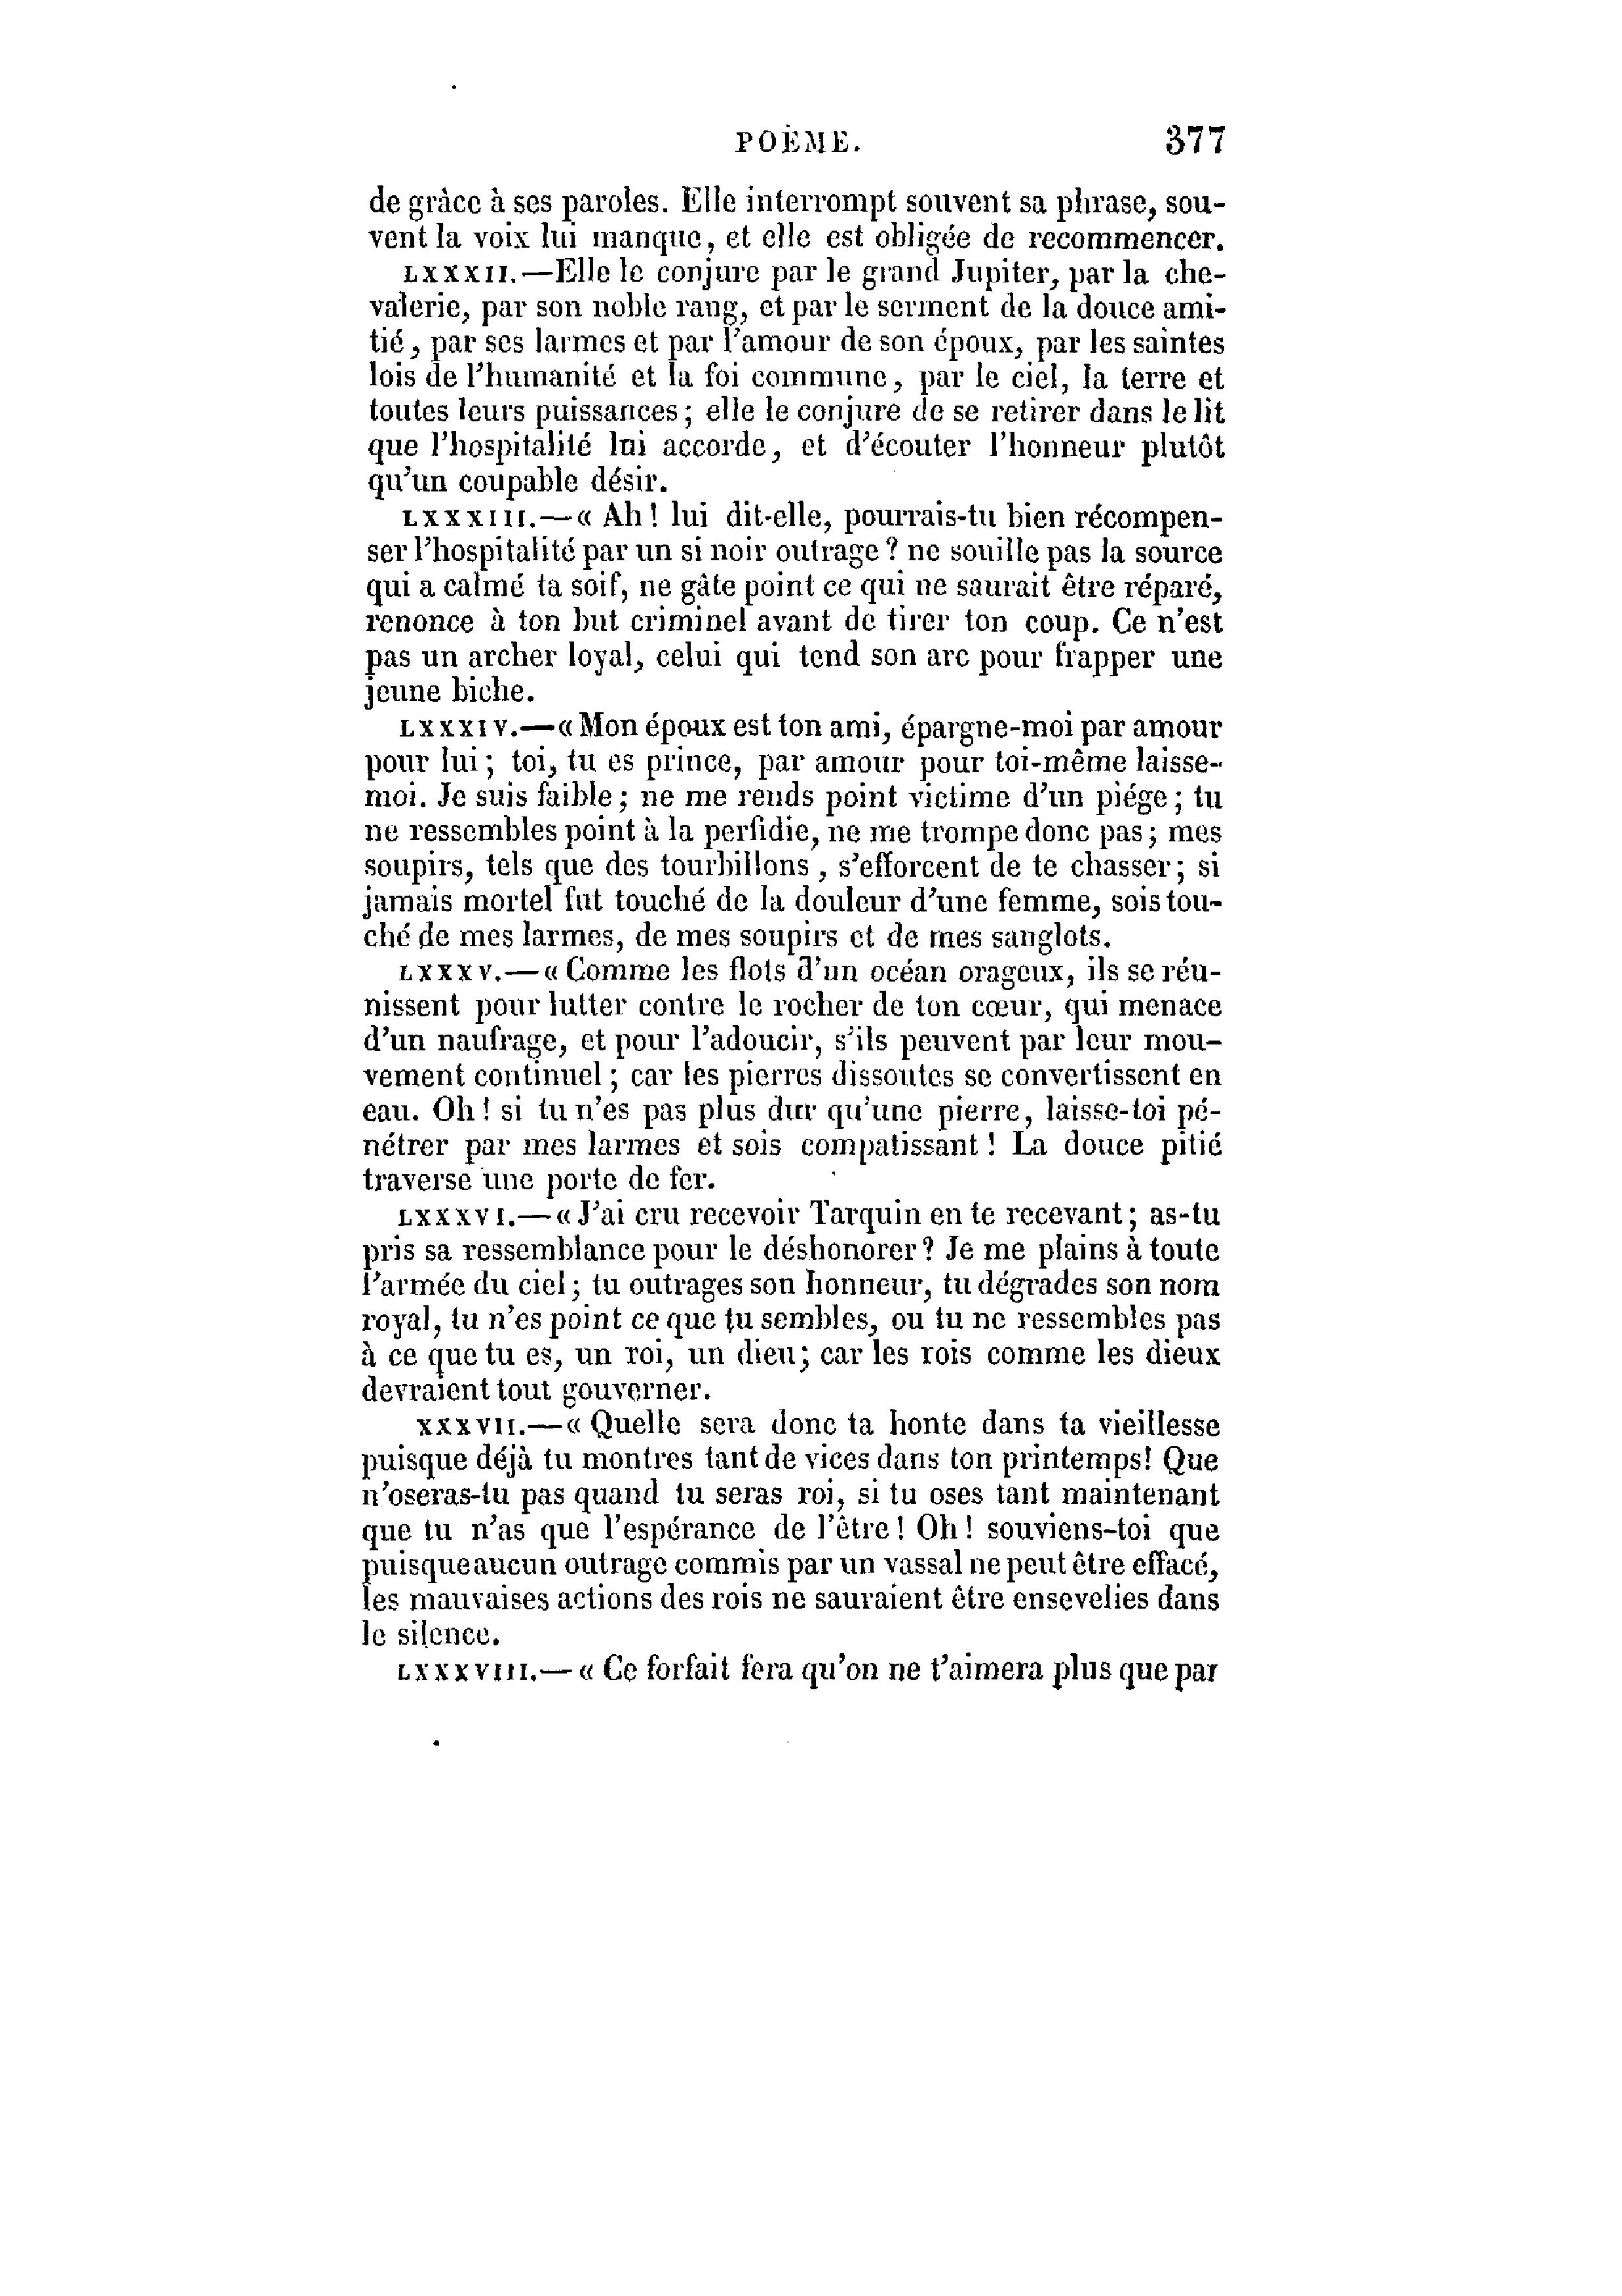 POÈME. 377
de grâce à ses paroles. Elle interrompt souvent sa phrase, sou-
vent la voix lui manque, et elle est obligée de recommencer.
LXXXII.—Elle le conjure par le grand Jupiter, par la che-
valerie, par son noble rang, et par le serment de la douce ami-
tié, par ses larmes et par l'amour de son époux, par les saintes
lois de l'humanité et la foi commune, par le ciel, la terre et
toutes leurs puissances; elle le conjure de se retirer dans le lit
que l'hospitalité lui accorde, et d'écouter l'honneur plutôt
qu'un coupable désir.
LXXXIII.—« Ah! lui dit-elle, pourrais-tu bien récompen-
ser l'hospitalité par un si noir outrage? ne souille pas la source
qui a calmé ta soif, ne gâte point ce qui ne saurait être réparé,
renonce à ton but criminel avant de tirer ton coup. Ce n'est
pas un archer loyal, celui qui tend son arc pour frapper une
jeune biche.
LXXXIV.—« Mon époux est ton ami, épargne-moi par amour
pour lui; toi, tu es prince, par amour pour toi-même laisse-
moi. Je suis faible; ne me rends point victime d'un piége; tu
ne ressembles point à la perfidie, ne me trompe donc pas; mes
soupirs, tels que des tourbillons, s'efforcent de te chasser; si
jamais mortel fut touché de la douleur d'une femme, sois tou-
ché de mes larmes, de mes soupirs et de mes sanglots.
LXXXV.—« Comme les flots d'un océan orageux, ils se réu-
nissent pour lutter contre le rocher de ton cœur, qui menace
d'un naufrage, et pour l'adoucir, s'ils peuvent par leur mou-
vement continuel; car les pierres dissoutes se convertissent en
eau. Oh! si tu n'es pas plus dur qu'une pierre, laisse-toi pé-
nétrer par mes larmes et sois compatissant! La douce pitié
traverse une porte de fer.
LXXXVI.—« J'ai cru recevoir Tarquin en te recevant; as-tu
pris sa ressemblance pour le déshonorer? Je me plains à toute
l'armée du ciel; tu outrages son honneur, tu dégrades son nom
royal, tu n'es point ce que tu sembles, ou tu ne ressembles pas
à ce que tu es, un roi, un dieu; car les rois comme les dieux
devraient tout gouverner.
XXXVII.—« Quelle sera donc ta honte dans ta vieillesse
puisque déjà tu montres tant de vices dans ton printemps! Que
n'oseras-tu pas quand tu seras roi, si tu oses tant maintenant
que tu n'as que l'espérance de l'être! Oh! souviens-toi que
puisque aucun outrage commis par un vassal ne peut être effacé,
les mauvaises actions des rois ne sauraient être ensevelies dans
le silence.
LXXXVIII.—« Ce forfait fera qu'on ne t'aimera plus que par